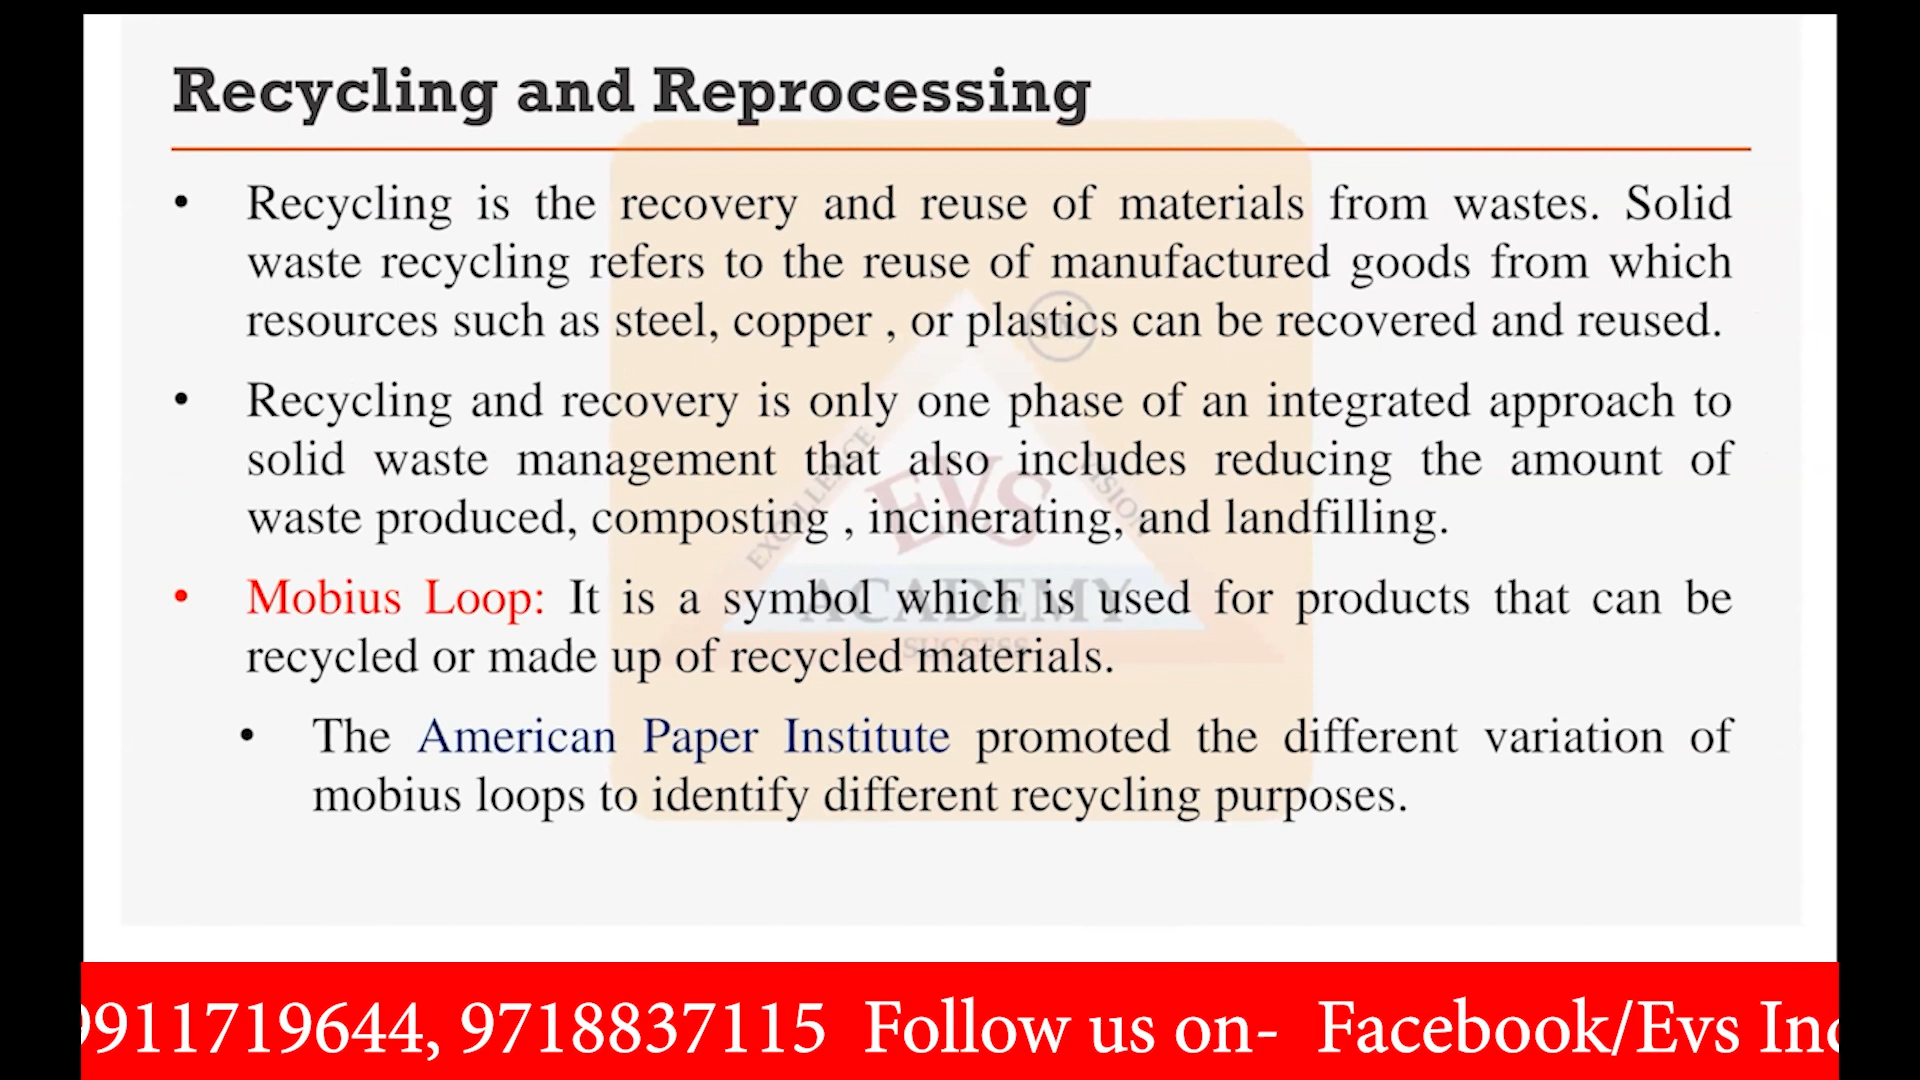 Recycling and Reprocessing
• Recycling is the recovery and reuse of materials from wastes. Solid
waste recycling refers to the reuse of manufactured goods from which
resources such as steel, copper , or plastics can be recovered and reused.
• Recycling and recovery is only one phase of an integrated approach to
solid waste management that also includes reducing the amount of
waste produced, composting , incinerating, and landfilling.
• Mobius Loop: It is a symbol which is used for products that can be
recycled or made up of recycled materials.
• The American Paper Institute promoted the different variation of
mobius loops to identify different recycling purposes.
EXCELLENCE
VISION
EVS
ACADEMY
SUCCESS
9911719644, 9718837115 Follow us on- Facebook/Evs